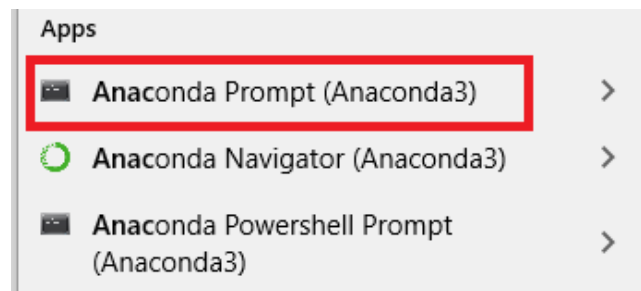 Apps
Anaconda Prompt (Anaconda3)
Anaconda Navigator (Anaconda3)
Anaconda Powershell Prompt
(Anaconda3)